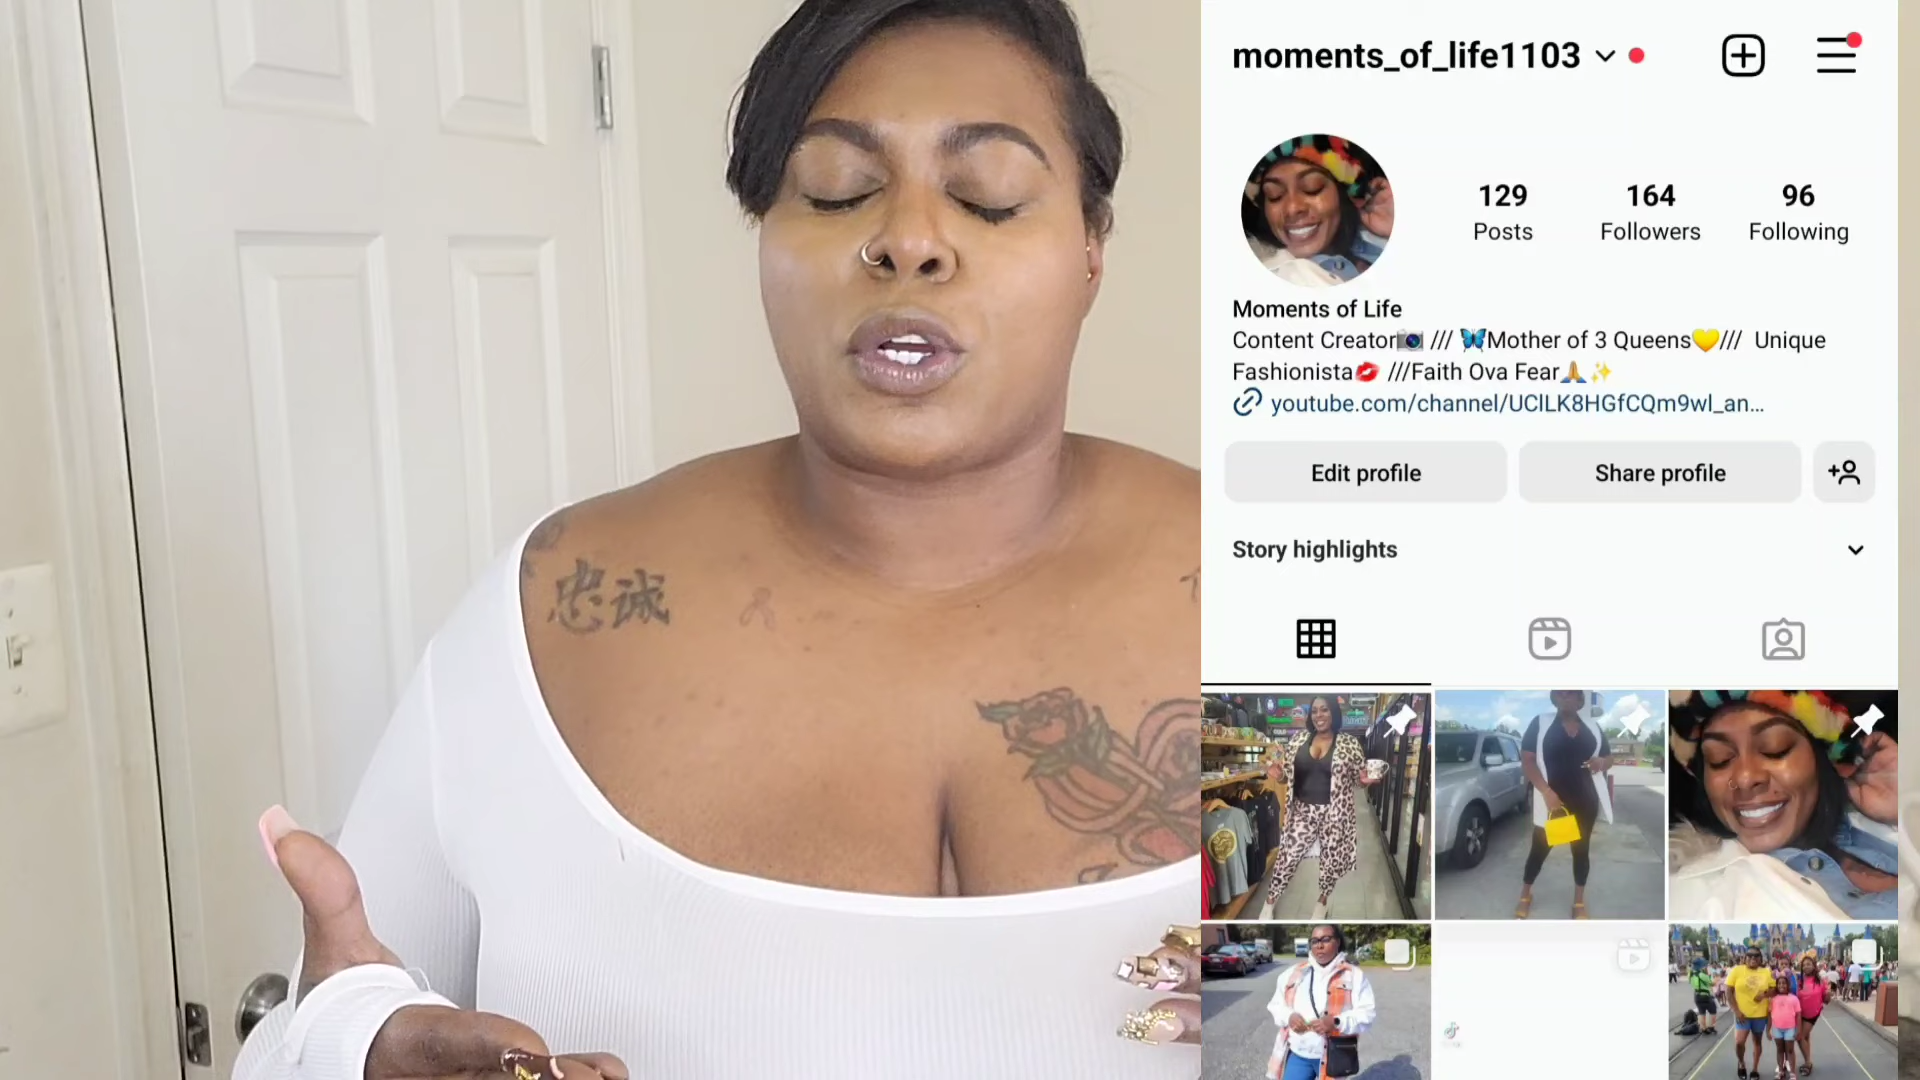 moments_of_life1103
129
Posts
164
Followers
96
Following
Moments of Life
Content Creator📷 /// 🦋Mother of 3 Queens💛/// Unique
Fashionista💋 ///Faith Ova Fear🙏✨
youtube.com/channel/UClLK8HGfCQm9wl_an...
Edit profile
Share profile
Story highlights
忠诚